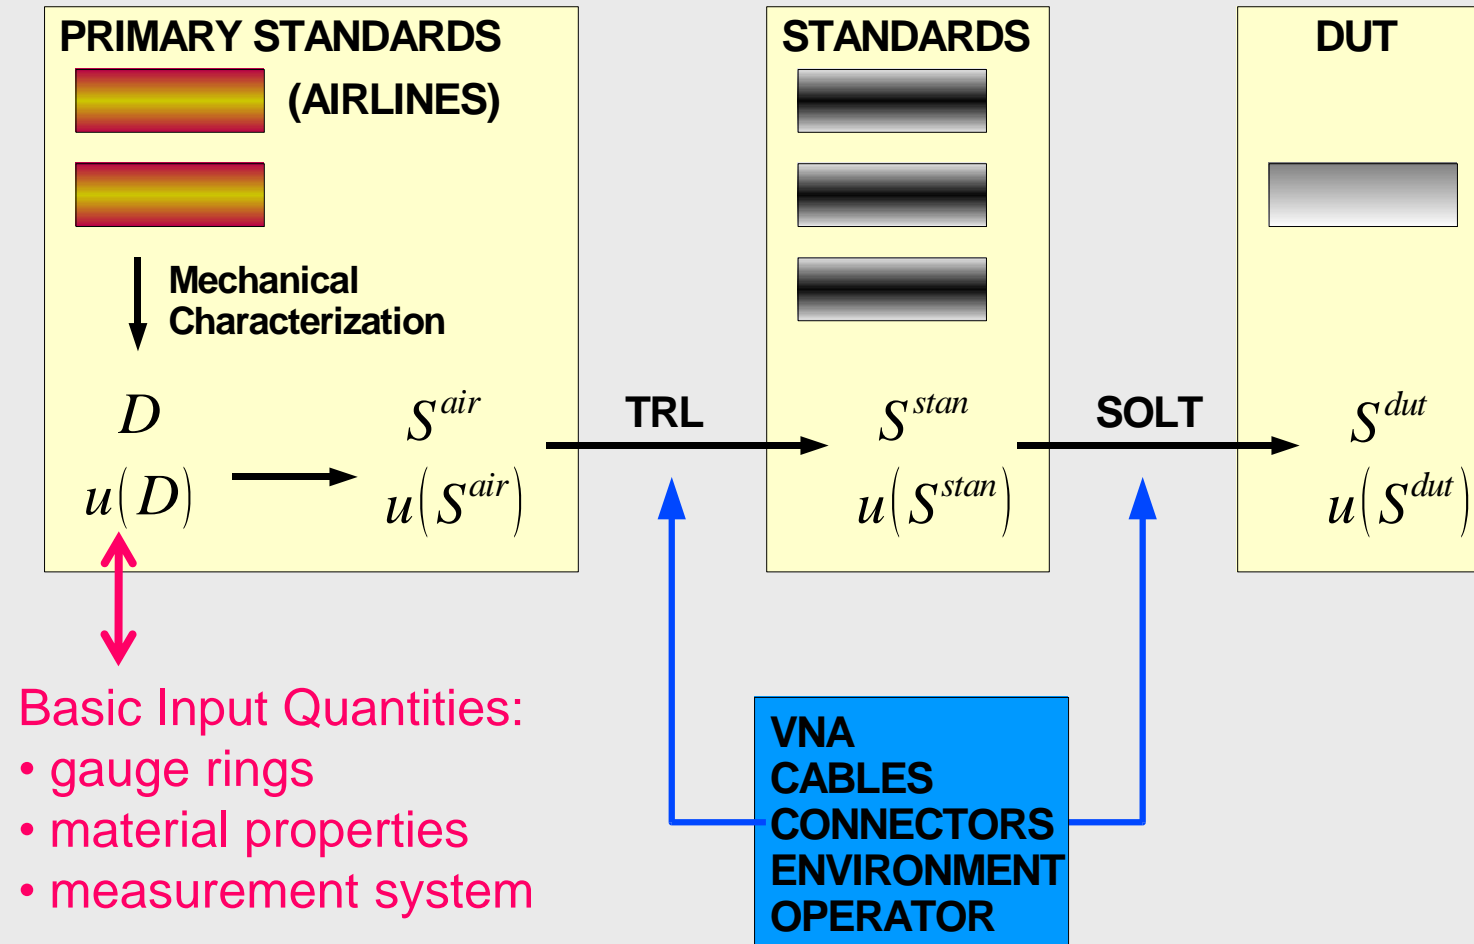 PRIMARY STANDARDS
(AIRLINES)
Mechanical
Characterization
D
u(D)
S^air
u(S^air)
TRL
STANDARDS
S^stan
u(S^stan)
SOLT
DUT
S^dut
u(S^dut)
Basic Input Quantities:
• gauge rings
• material properties
• measurement system
VNA
CABLES
CONNECTORS
ENVIRONMENT
OPERATOR